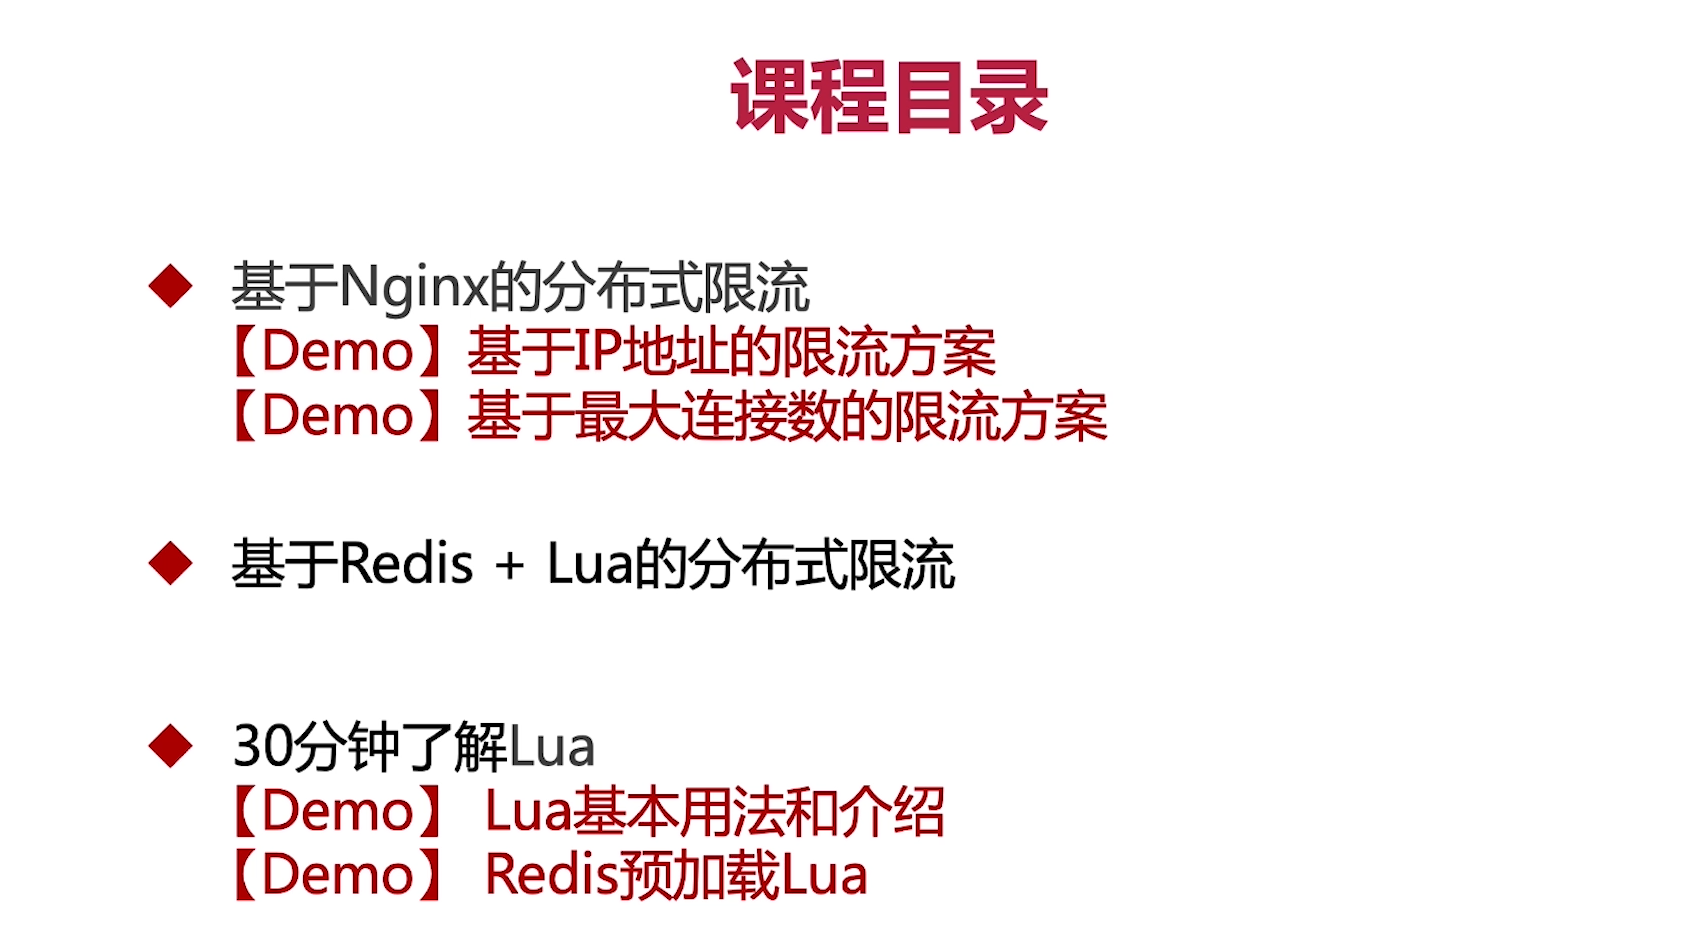 课程目录
基于Nginx的分布式限流
【Demo】基于IP地址的限流方案
【Demo】基于最大连接数的限流方案
基于Redis + Lua的分布式限流
30分钟了解Lua
【Demo】 Lua基本用法和介绍
【Demo】 Redis预加载Lua